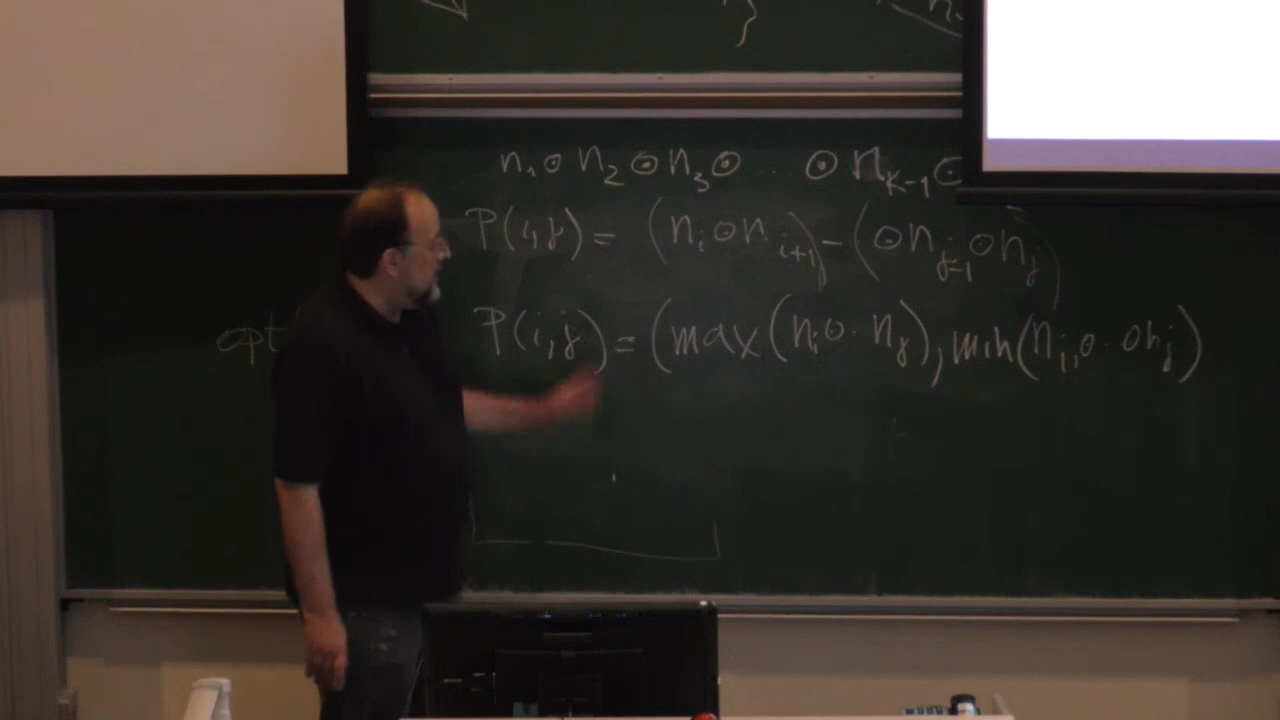 n₁ ⊙ n₂ ⊙ n₃ ⊙ ... ⊙ n_{k-1} ⊙
P(i,j) = (n_i ⊙ n_{i+1}) - (⊙ n_{j-1} ⊙ n_j)
opt P(i,j) = (max(n_i ⊙ · n_j), min(n_i, ⊙ · ⊙ n_j)